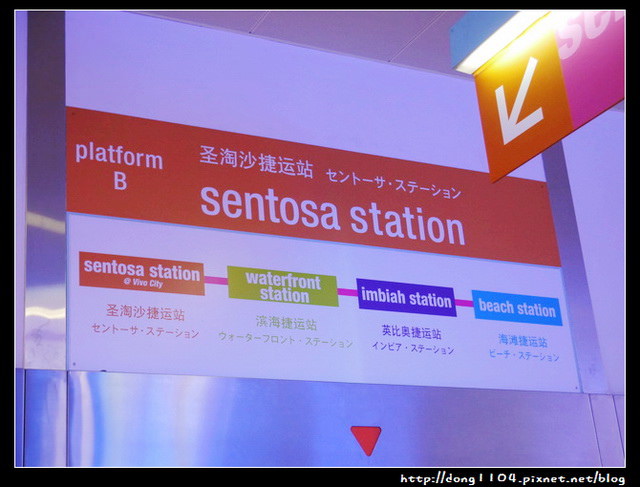 platform
B
圣淘沙捷运站 セントーサ・ステーション
sentosa station
sentosa station
@ Vivo City
圣淘沙捷运站
セントーサ・ステーション
waterfront
station
滨海捷运站
ウォーターフロント・ステーション
imbiah station
英比奥捷运站
インビア・ステーション
beach station
海滩捷运站
ビーチ・ステーション
http://dong1104.pixnet.net/blog